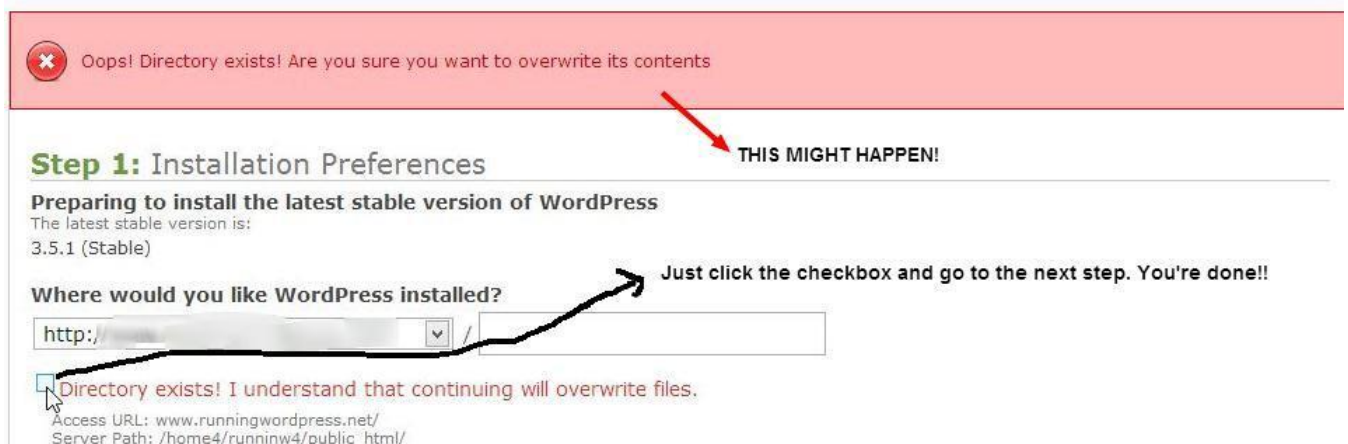 Oops! Directory exists! Are you sure you want to overwrite its contents
THIS MIGHT HAPPEN!
Step 1: Installation Preferences
Preparing to install the latest stable version of WordPress
The latest stable version is:
3.5.1 (Stable)
Just click the checkbox and go to the next step. You're done!!
Where would you like WordPress installed?
http:/ /
Directory exists! I understand that continuing will overwrite files.
Access URL: www.runningwordpress.net/
Server Path: /home4/runninw4/public_html/